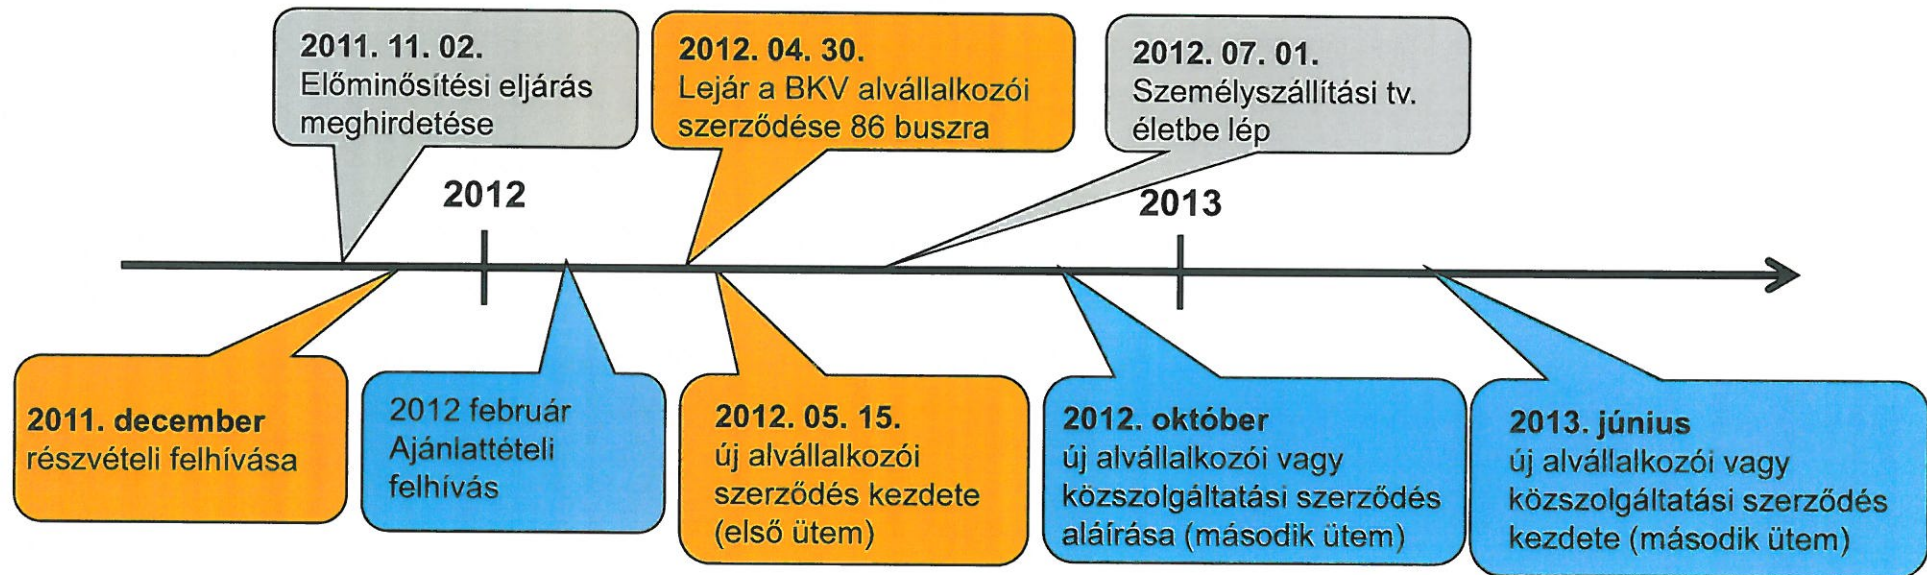 2011. 11. 02.
Előminősítési eljárás
meghirdetése
2012. 04. 30.
Lejár a BKV alvállalkozói
szerződése 86 buszra
2012. 07. 01.
Személyszállítási tv.
életbe lép
2012
2013
2011. december
részvételi felhívása
2012 február
Ajánlattételi
felhívás
2012. 05. 15.
új alvállalkozói
szerződés kezdete
(első ütem)
2012. október
új alvállalkozói vagy
közszolgáltatási szerződés
aláírása (második ütem)
2013. június
új alvállalkozói vagy
közszolgáltatási szerződés
kezdete (második ütem)